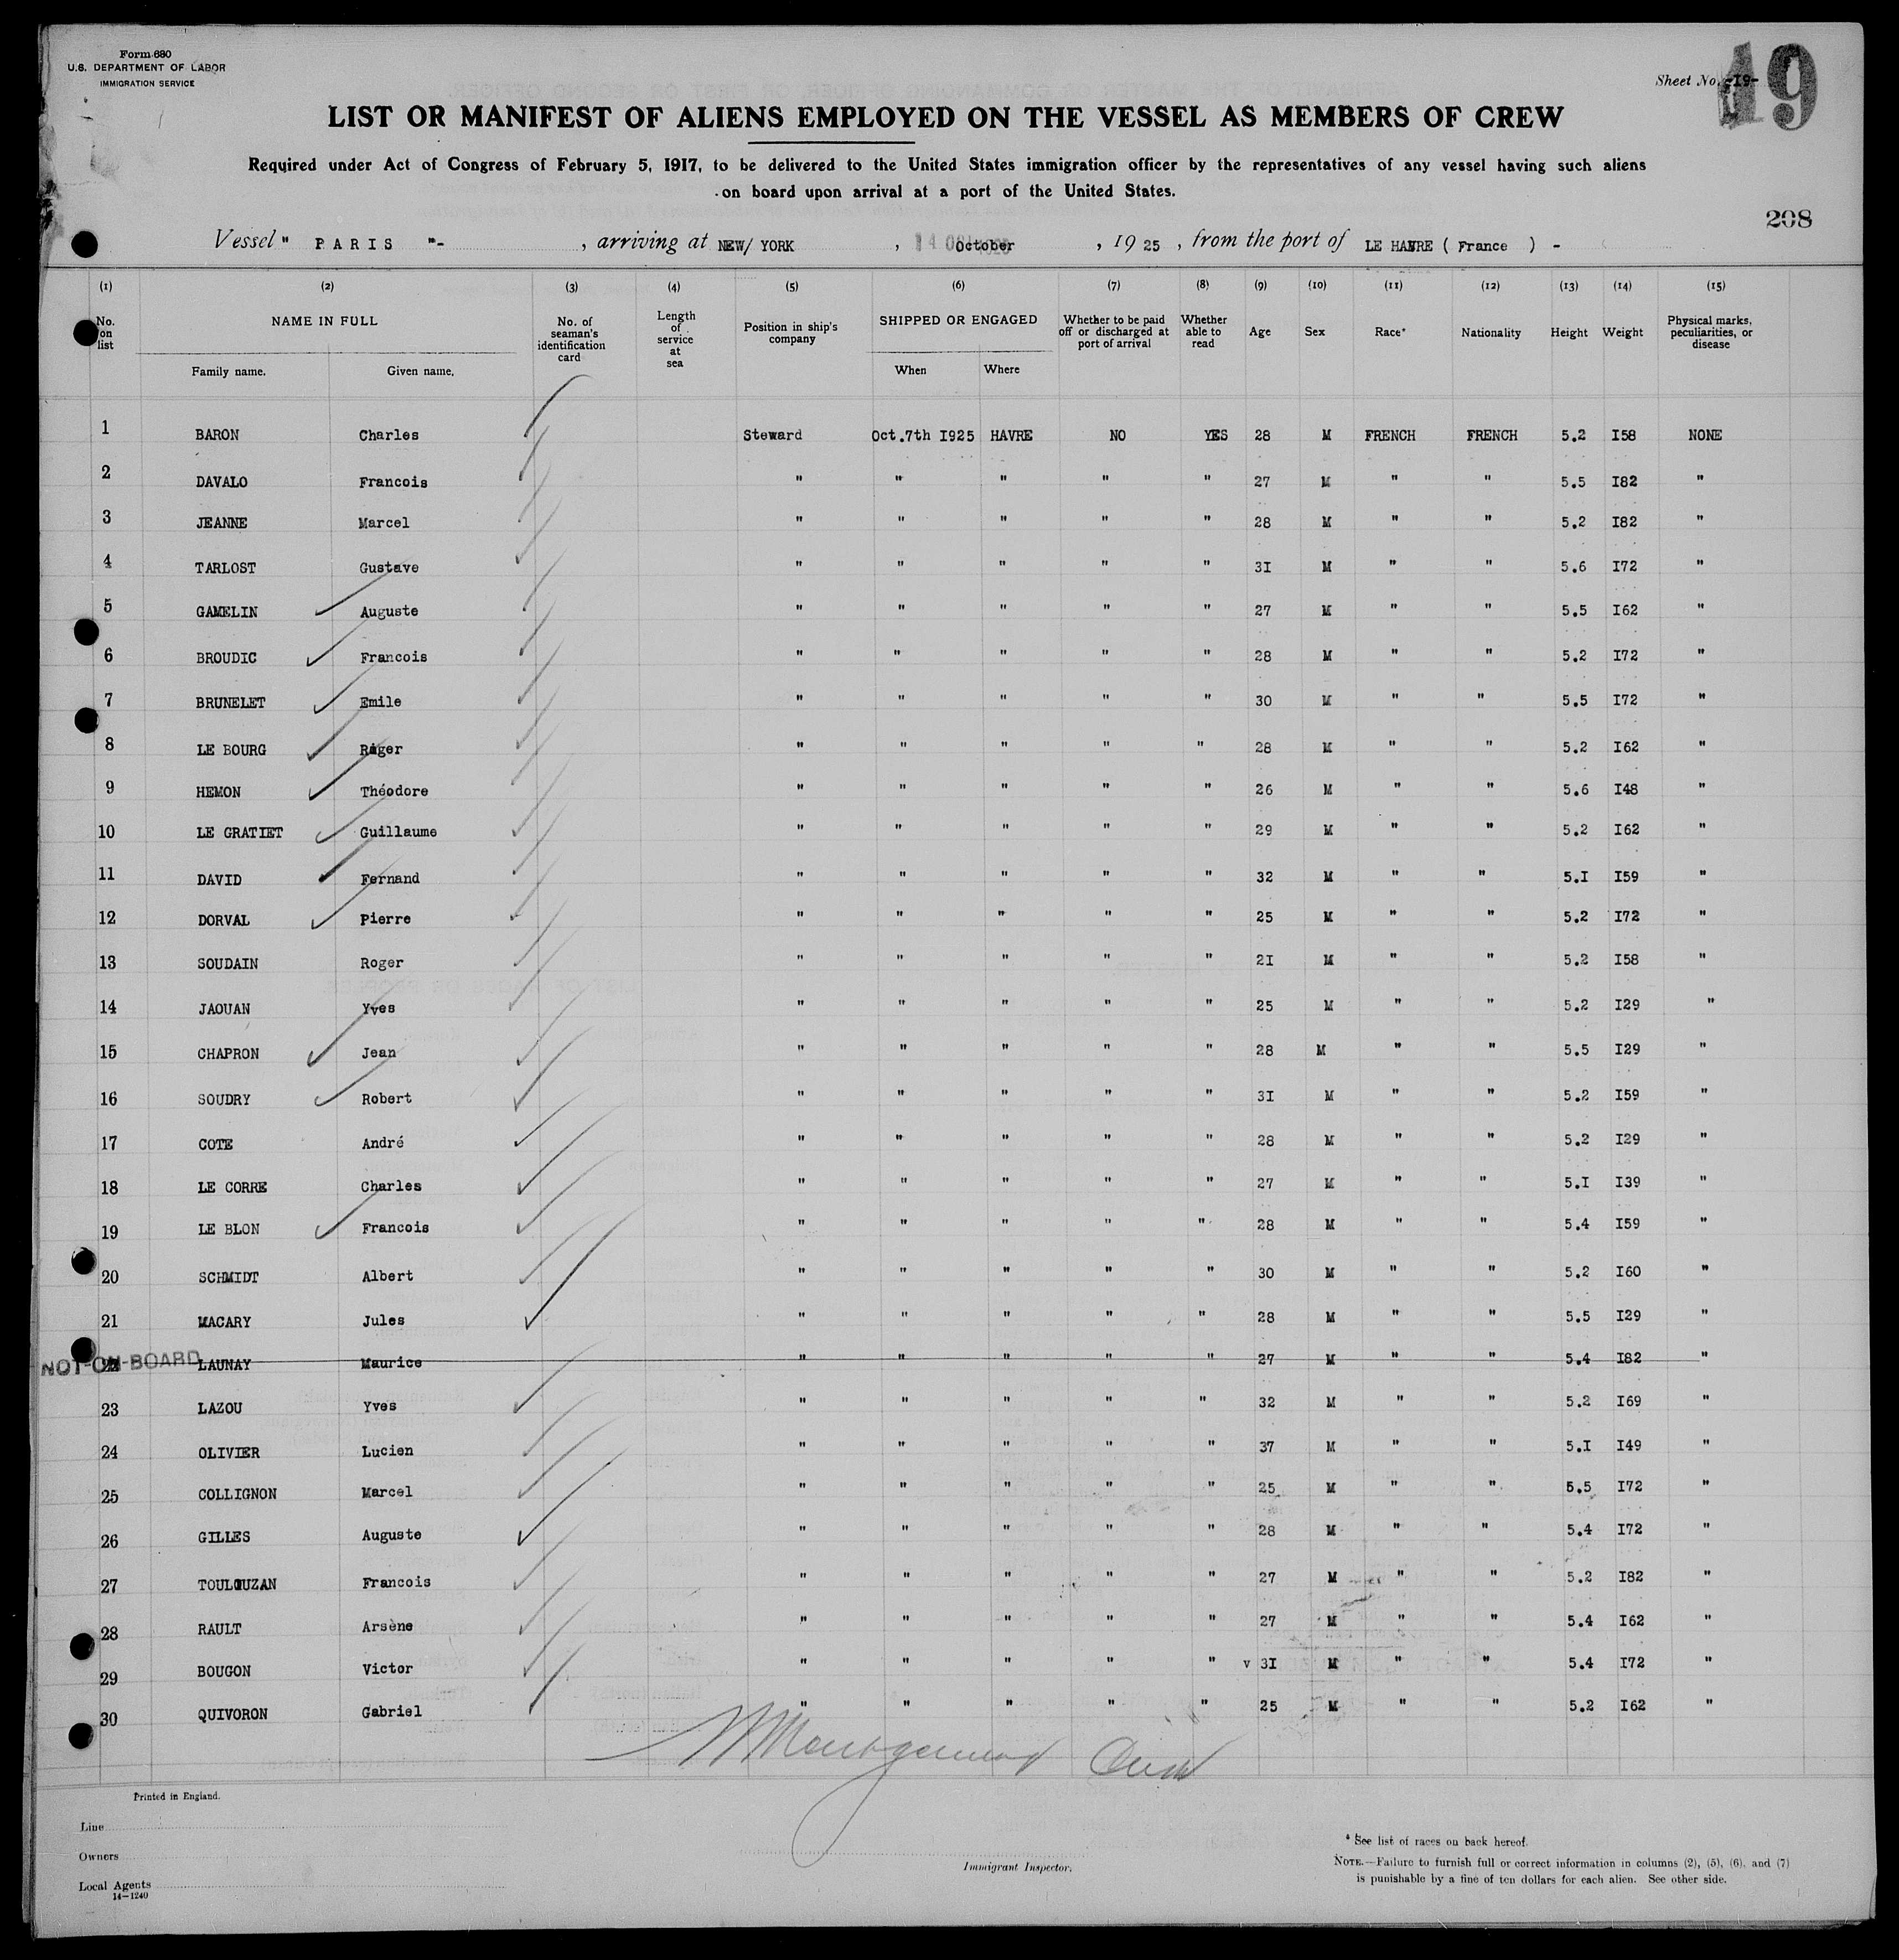 Form 680
U.S. DEPARTMENT OF LABOR
IMMIGRATION SERVICE
Sheet No. -I9-
19
LIST OR MANIFEST OF ALIENS EMPLOYED ON THE VESSEL AS MEMBERS OF CREW
Required under Act of Congress of February 5, 1917, to be delivered to the United States immigration officer by the representatives of any vessel having such aliens
on board upon arrival at a port of the United States.
208
Vessel " PARIS "- , arriving at NEW/ YORK , 14 October , 19 25 , from the port of LE HAVRE ( France ) -
(1) (2) (3) (4) (5) (6) (7) (8) (9) (10) (11) (12) (13) (14) (15)
No. on list NAME IN FULL Family name. Given name. No. of seaman's identification card Length of service at sea Position in ship's company SHIPPED OR ENGAGED When Where Whether to be paid off or discharged at port of arrival Whether able to read Age Sex Race* Nationality Height Weight Physical marks, peculiarities, or disease
1 BARON Charles Steward Oct.7th I925 HAVRE NO YES 28 M FRENCH FRENCH 5.2 I58 NONE
2 DAVALO Francois " " " " " 27 M " " 5.5 I82 "
3 JEANNE Marcel " " " " " 28 M " " 5.2 I82 "
4 TARLOST Gustave " " " " " 3I M " " 5.6 I72 "
5 GAMELIN Auguste " " " " " 27 M " " 5.5 I62 "
6 BROUDIC Francois " " " " " 28 M " " 5.2 I72 "
7 BRUNELET Emile " " " " " 30 M " " 5.5 I72 "
8 LE BOURG Roger " " " " " 28 M " " 5.2 I62 "
9 HEMON Théodore " " " " " 26 M " " 5.6 I48 "
10 LE GRATIET Guillaume " " " " " 29 M " " 5.2 I62 "
11 DAVID Fernand " " " " " 32 M " " 5.I I59 "
12 DORVAL Pierre " " " " " 25 M " " 5.2 I72 "
13 SOUDAIN Roger " " " " " 2I M " " 5.2 I58 "
14 JAOUAN Yves " " " " " 25 M " " 5.2 I29 "
15 CHAPRON Jean " " " " " 28 M " " 5.5 I29 "
16 SOUDRY Robert " " " " " 3I M " " 5.2 I59 "
17 COTE André " " " " " 28 M " " 5.2 I29 "
18 LE CORRE Charles " " " " " 27 M " " 5.I I39 "
19 LE BLON Francois " " " " " 28 M " " 5.4 I59 "
20 SCHMIDT Albert " " " " " 30 M " " 5.2 I60 "
21 MACARY Jules " " " " " 28 M " " 5.5 I29 "
NOT-ON-BOARD 22 LAUNAY Maurice " " " " " 27 M " " 5.4 I82 "
23 LAZOU Yves " " " " " 32 M " " 5.2 I69 "
24 OLIVIER Lucien " " " " " 37 M " " 5.I I49 "
25 COLLIGNON Marcel " " " " " 25 M " " 5.5 I72 "
26 GILLES Auguste " " " " " 28 M " " 5.4 I72 "
27 TOULOUZAN Francois " " " " " 27 M " " 5.2 I82 "
28 RAULT Arsène " " " " " 27 M " " 5.4 I62 "
29 BOUGON Victor " " " " " v 3I M " " 5.4 I72 "
30 QUIVORON Gabriel " " " " " 25 M " " 5.2 I62 "
Printed in England.
Line
Owners
Local Agents
14—1240
Immigrant Inspector.
* See list of races on back hereof.
NOTE.—Failure to furnish full or correct information in columns (2), (5), (6), and (7)
is punishable by a fine of ten dollars for each alien. See other side.